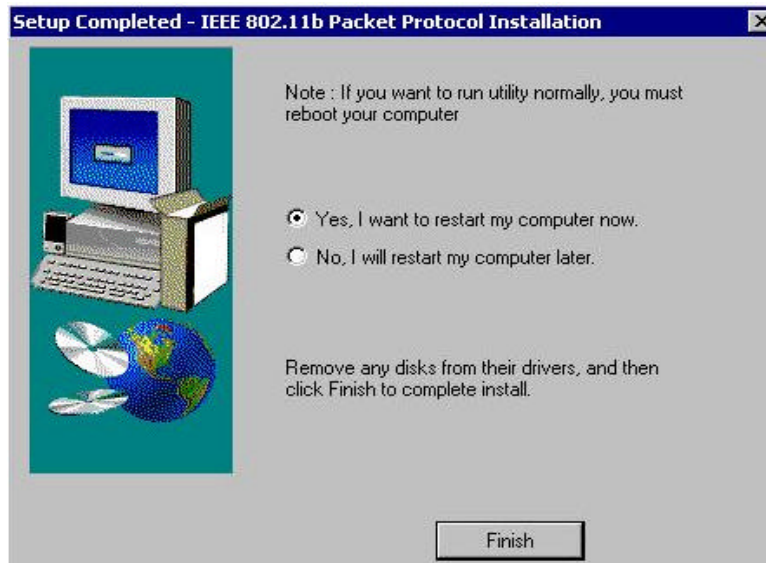 Setup Completed - IEEE 802.11b Packet Protocol Installation
Note : If you want to run utility normally, you must
reboot your computer
Yes, I want to restart my computer now.
No, I will restart my computer later.
Remove any disks from their drivers, and then
click Finish to complete install.
Finish